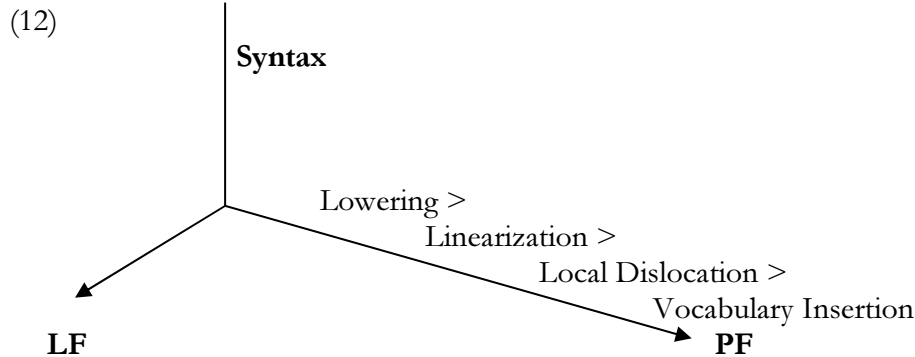 (12)
Syntax
Lowering >
Linearization >
Local Dislocation >
Vocabulary Insertion
LF
PF